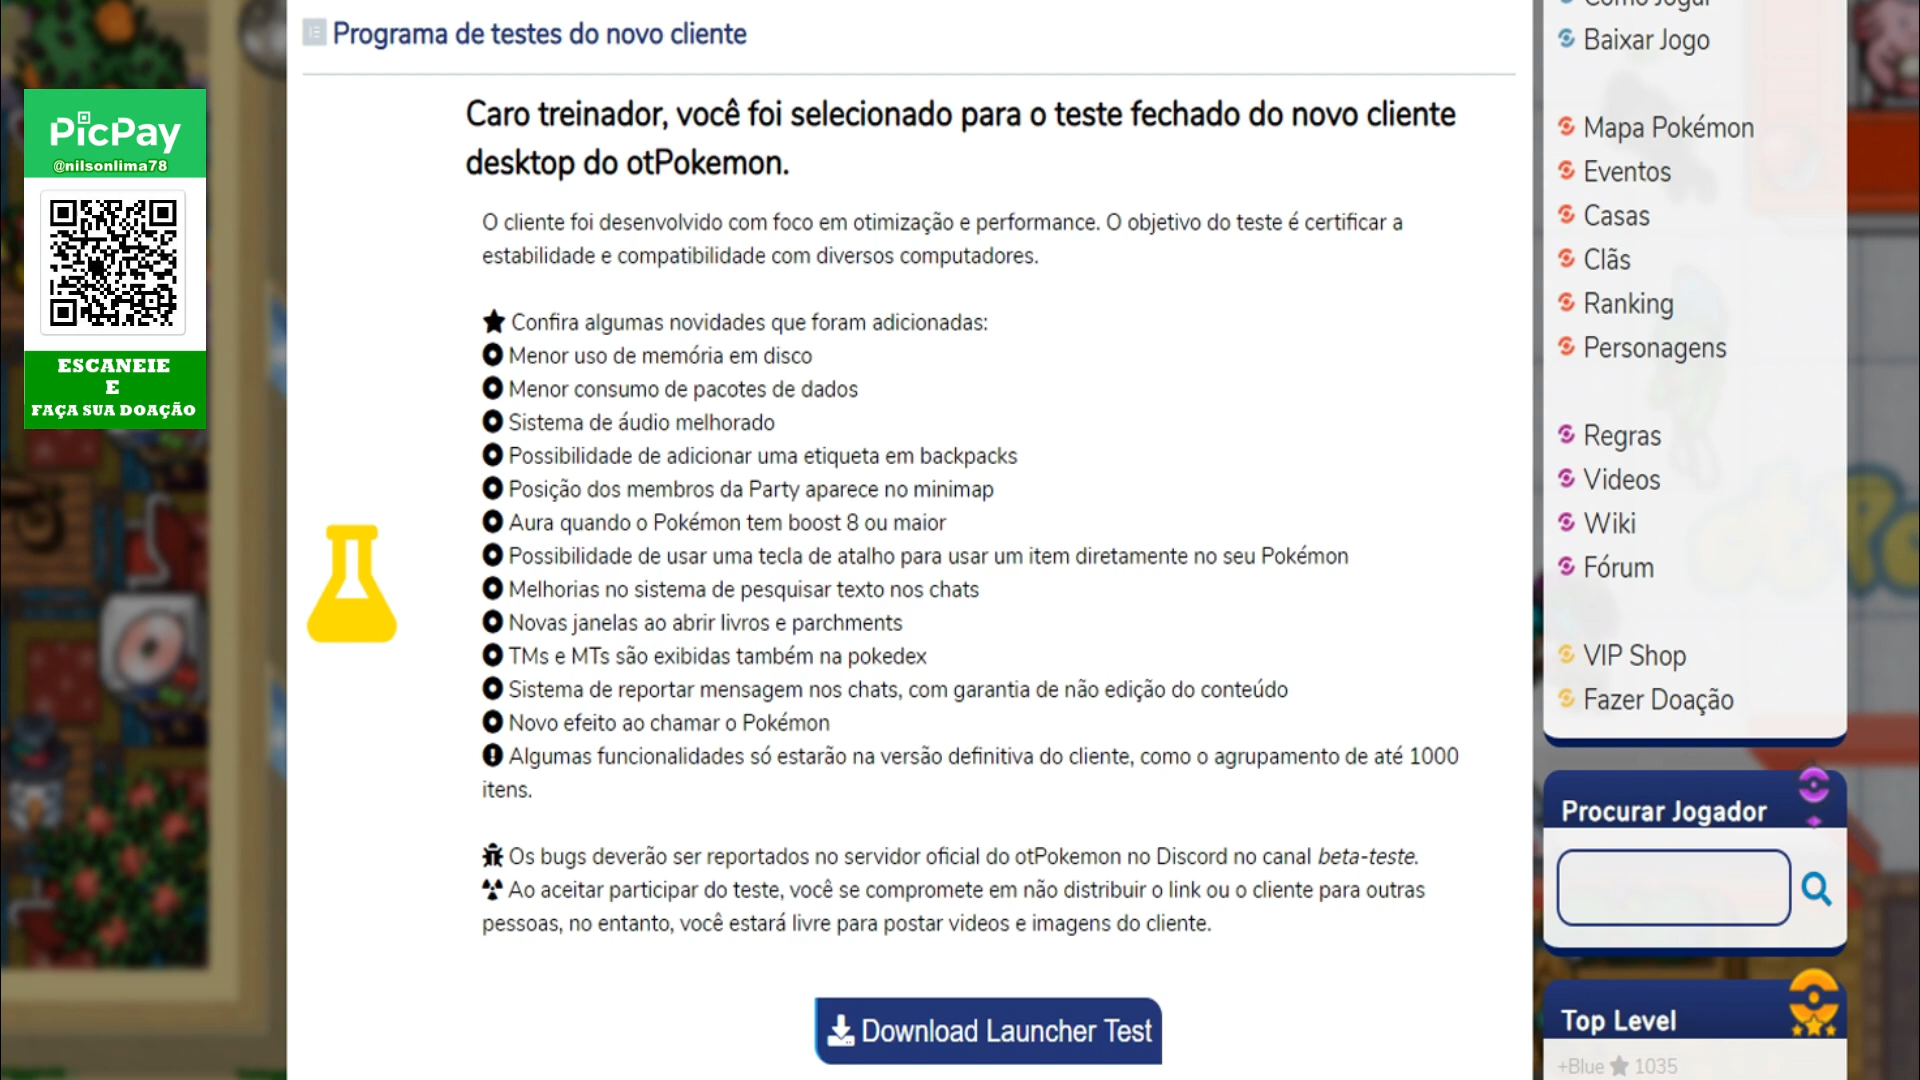 Programa de testes do novo cliente
Caro treinador, você foi selecionado para o teste fechado do novo cliente
desktop do otPokemon.
O cliente foi desenvolvido com foco em otimização e performance. O objetivo do teste é certificar a
estabilidade e compatibilidade com diversos computadores.
Confira algumas novidades que foram adicionadas:
Menor uso de memória em disco
Menor consumo de pacotes de dados
Sistema de áudio melhorado
Possibilidade de adicionar uma etiqueta em backpacks
Posição dos membros da Party aparece no minimap
Aura quando o Pokémon tem boost 8 ou maior
Possibilidade de usar uma tecla de atalho para usar um item diretamente no seu Pokémon
Melhorias no sistema de pesquisar texto nos chats
Novas janelas ao abrir livros e parchments
TMs e MTs são exibidas também na pokedex
Sistema de reportar mensagem nos chats, com garantia de não edição do conteúdo
Novo efeito ao chamar o Pokémon
Algumas funcionalidades só estarão na versão definitiva do cliente, como o agrupamento de até 1000
itens.
Os bugs deverão ser reportados no servidor oficial do otPokemon no Discord no canal beta-teste.
Ao aceitar participar do teste, você se compromete em não distribuir o link ou o cliente para outras
pessoas, no entanto, você estará livre para postar videos e imagens do cliente.
Download Launcher Test
PicPay
@nilsonlima78
ESCANEIE
E
FAÇA SUA DOAÇÃO
Como Jogar
Baixar Jogo
Mapa Pokémon
Eventos
Casas
Clãs
Ranking
Personagens
Regras
Videos
Wiki
Fórum
VIP Shop
Fazer Doação
Procurar Jogador
Top Level
+Blue 1035